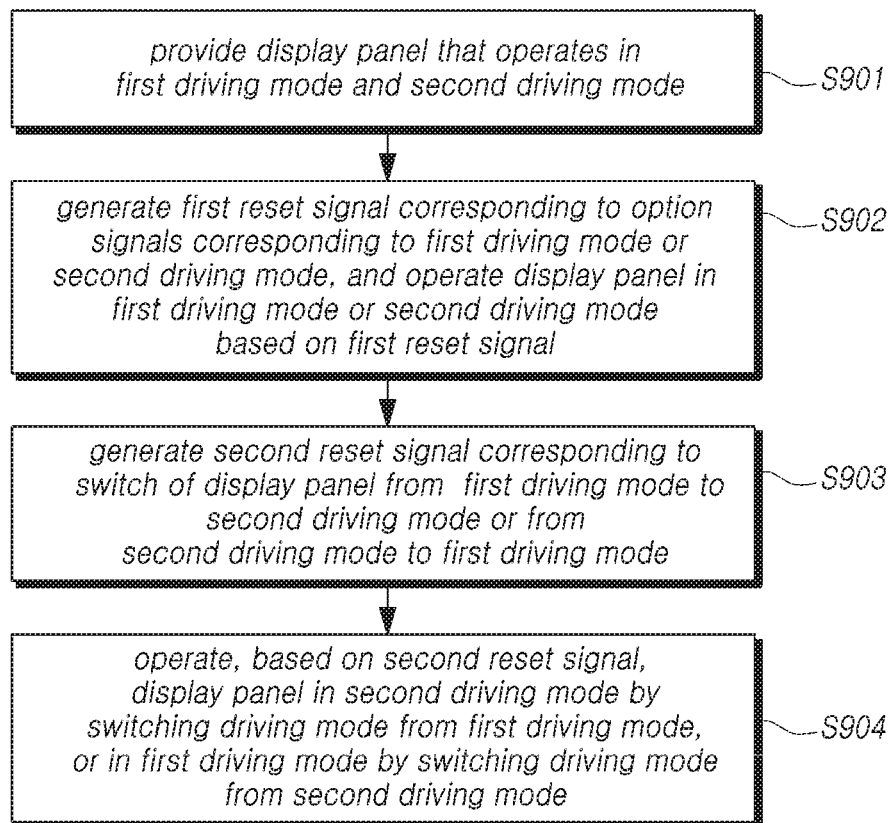 provide display panel that operates in
first driving mode and second driving mode
S901
generate first reset signal corresponding to option
signals corresponding to first driving mode or
second driving mode, and operate display panel in
first driving mode or second driving mode
based on first reset signal
S902
generate second reset signal corresponding to
switch of display panel from first driving mode to
second driving mode or from
second driving mode to first driving mode
S903
operate, based on second reset signal,
display panel in second driving mode by
switching driving mode from first driving mode,
or in first driving mode by switching driving mode
from second driving mode
S904